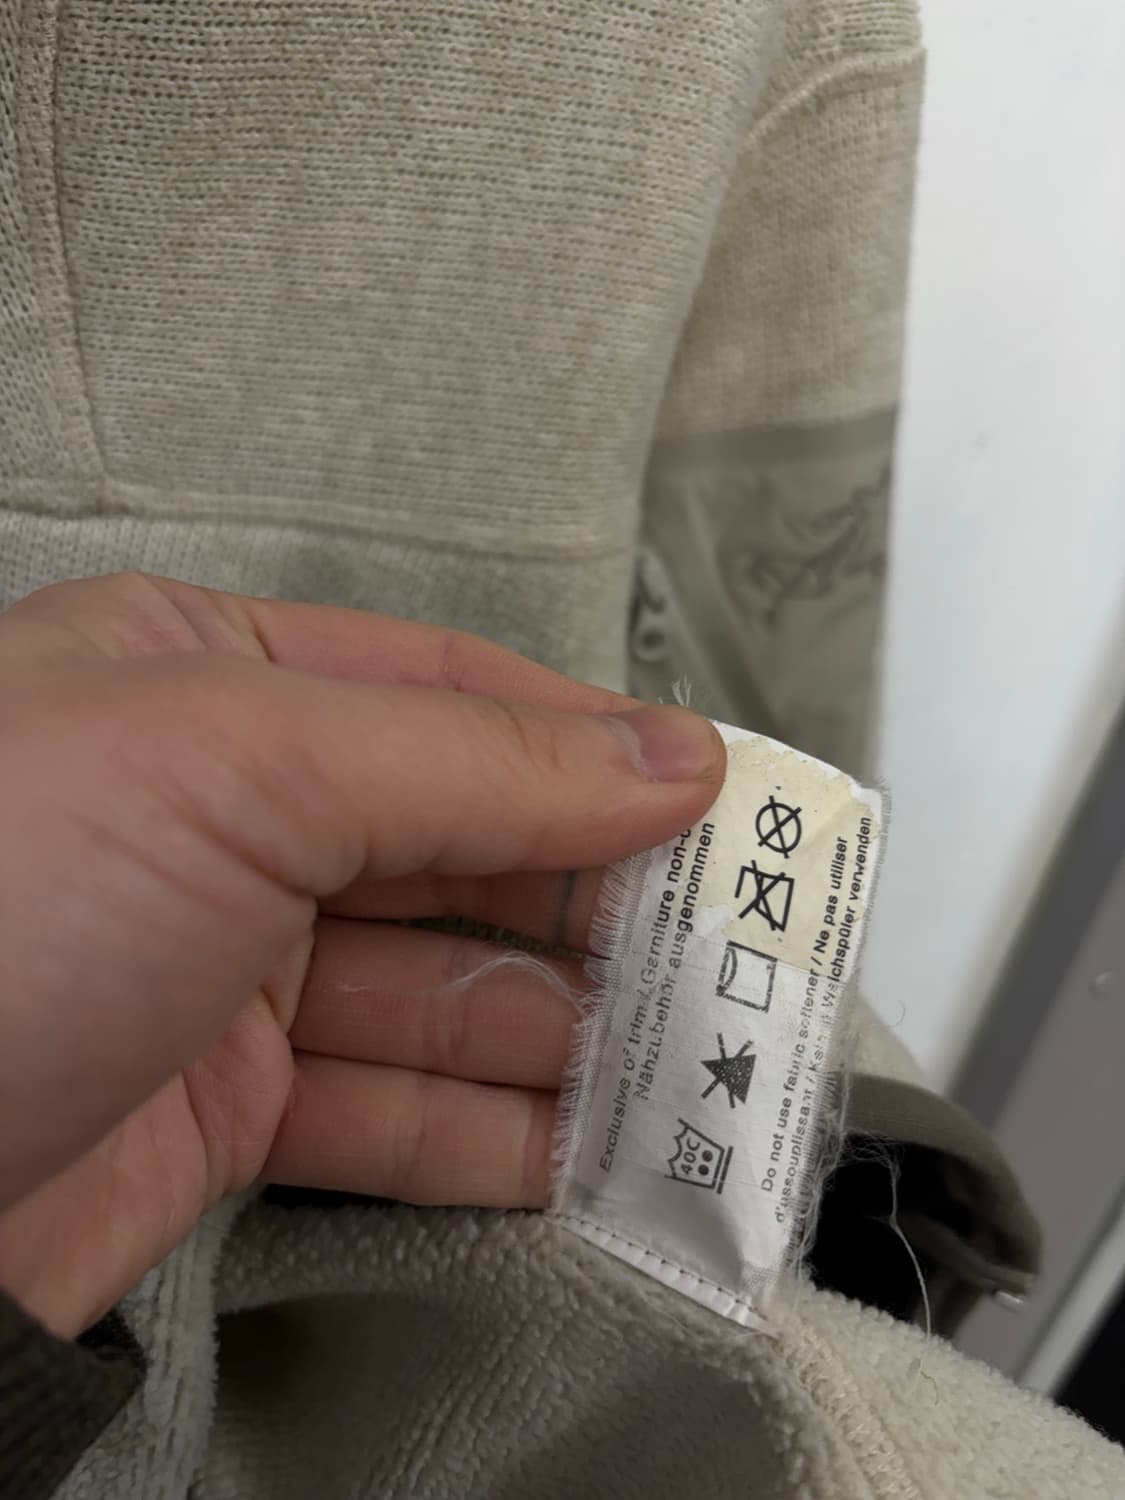 Exclusive of trim / Garniture non-
Nähzubehör ausgenommen
40C
Do not use fabric softener / Ne pas utiliser
d'assouplissant / Kein Weichspüler verwenden